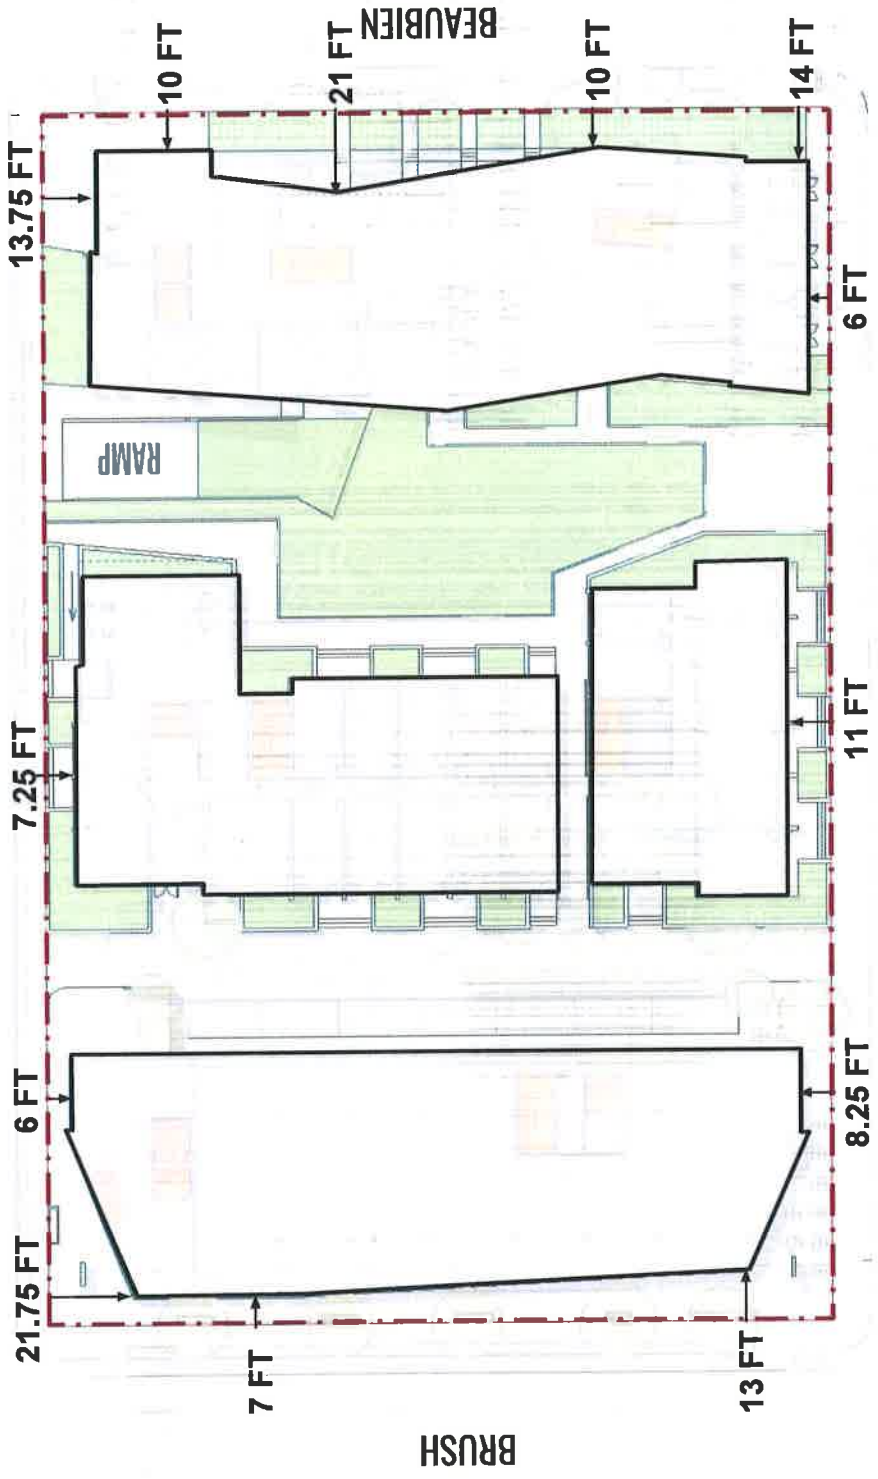 BEAUBIEN
10 FT
21 FT
10 FT
14 FT
13.75 FT
6 FT
RAMP
7.25 FT
11 FT
6 FT
8.25 FT
21.75 FT
7 FT
13 FT
BRUSH